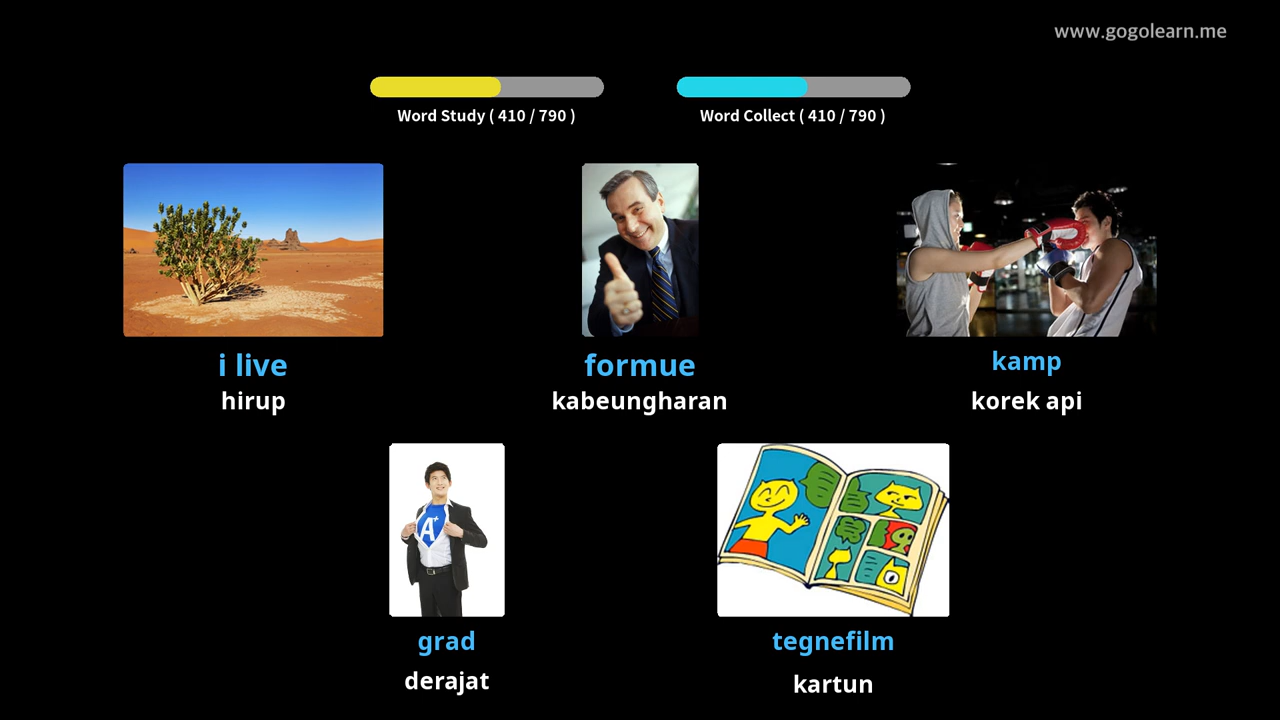 www.gogolearn.me
Word Study ( 410 / 790 )
Word Collect ( 410 / 790 )
i live
hirup
formue
kabeungharan
kamp
korek api
A+
grad
derajat
tegnefilm
kartun